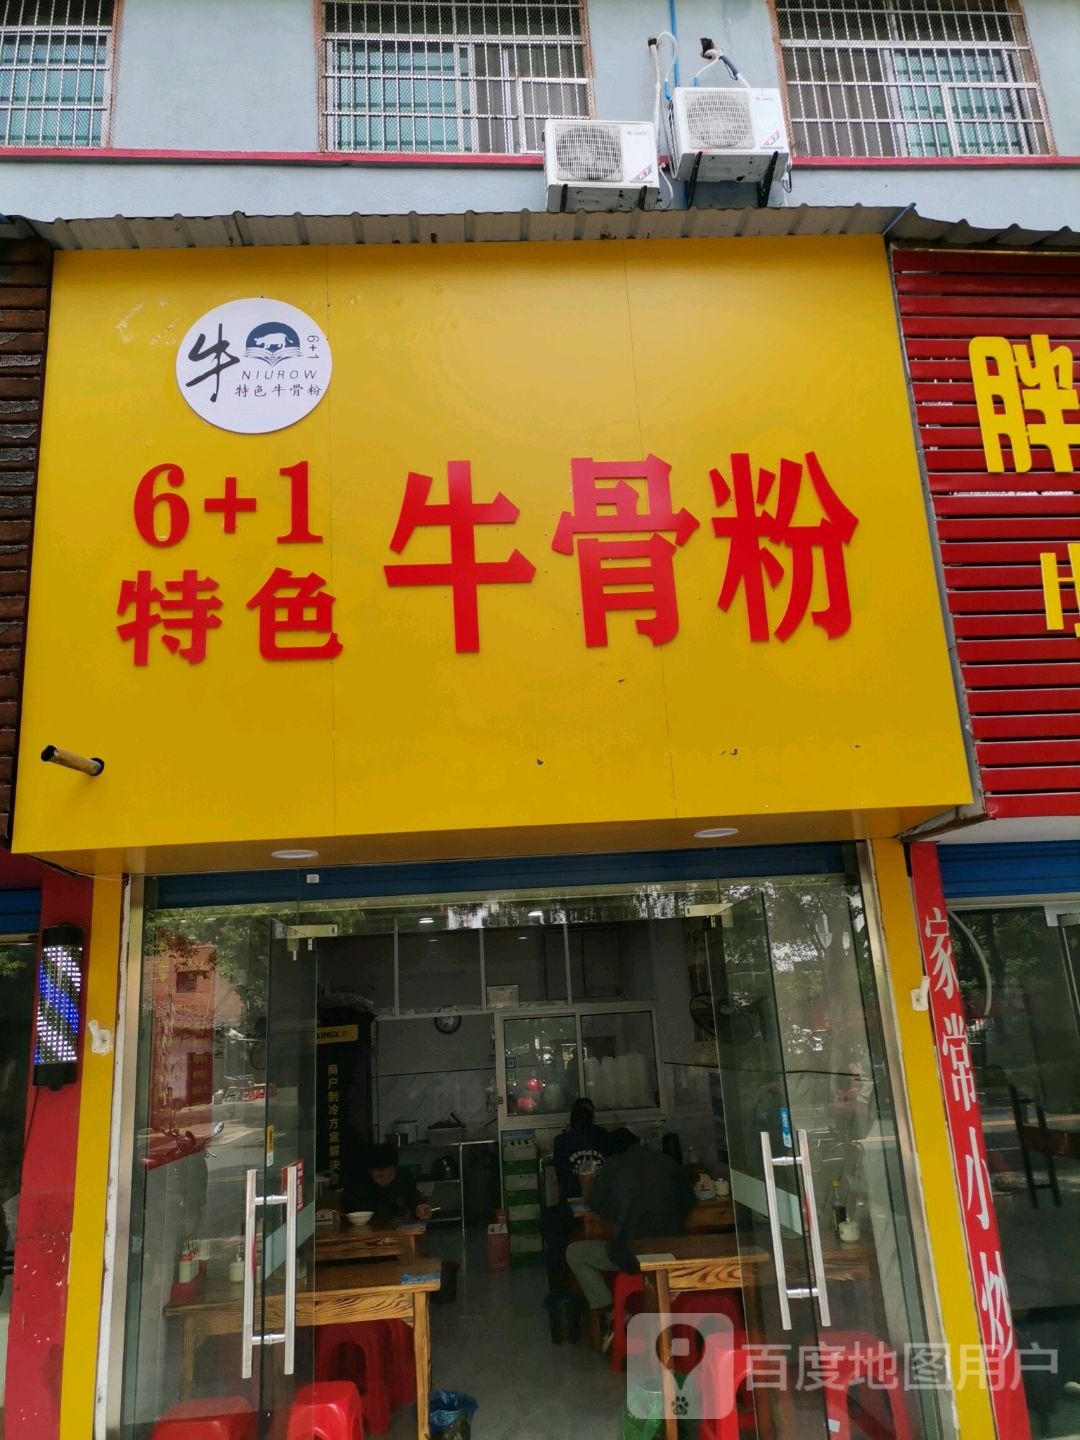 牛
6+1
NIUROW
特色牛骨粉
6+1
特色
牛骨粉
胖
家常小炒
KINGX
商户制冷方案解决
百度地图用户